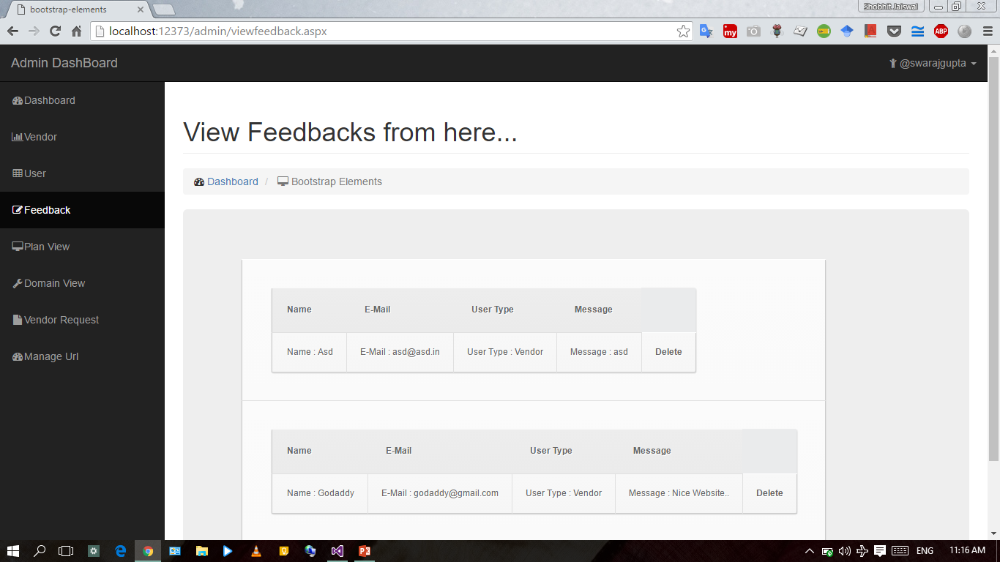 bootstrap-elements
Shobhit Jaiswal
localhost:12373/admin/viewfeedback.aspx
my
ABP
Admin DashBoard
@swarajgupta
Dashboard
Vendor
User
Feedback
Plan View
Domain View
Vendor Request
Manage Url
View Feedbacks from here...
Dashboard / Bootstrap Elements
Name E-Mail User Type Message
Name : Asd E-Mail : asd@asd.in User Type : Vendor Message : asd Delete
Name E-Mail User Type Message
Name : Godaddy E-Mail : godaddy@gmail.com User Type : Vendor Message : Nice Website.. Delete
ENG 11:16 AM